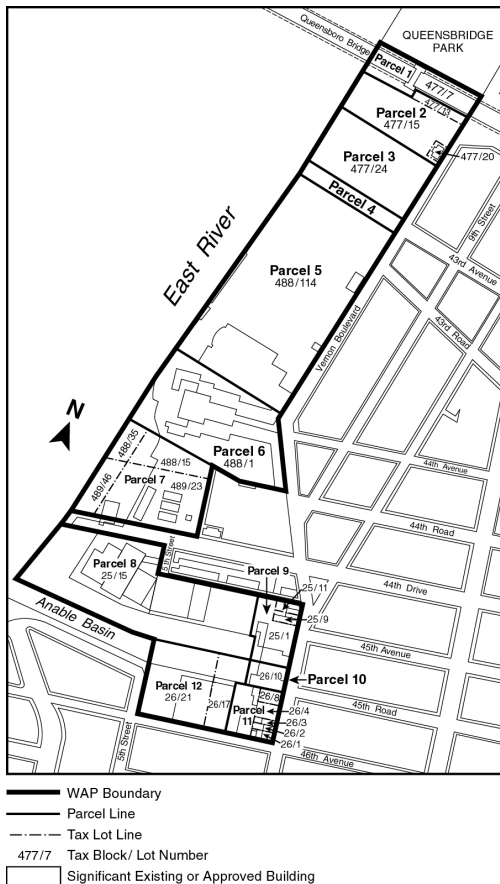 QUEENSBRIDGE
PARK
Queensboro Bridge
Parcel 1
477/7
Parcel 2
477/15
477/20
Parcel 3
477/24
Parcel 4
9th Street
43rd Avenue
East River
Parcel 5
488/114
43rd Road
Vernon Boulevard
N
Parcel 6
488/1
44th Avenue
488/35
488/15
489/46
Parcel 7
489/23
44th Road
5th Street
Parcel 8
25/15
Parcel 9
44th Drive
25/11
25/9
Anable Basin
25/1
45th Avenue
26/10
Parcel 10
Parcel 12
26/21
26/17
26/8
Parcel
11
26/4
26/3
26/2
26/1
45th Road
5th Street
46th Avenue
WAP Boundary
Parcel Line
Tax Lot Line
477/7 Tax Block/ Lot Number
Significant Existing or Approved Building